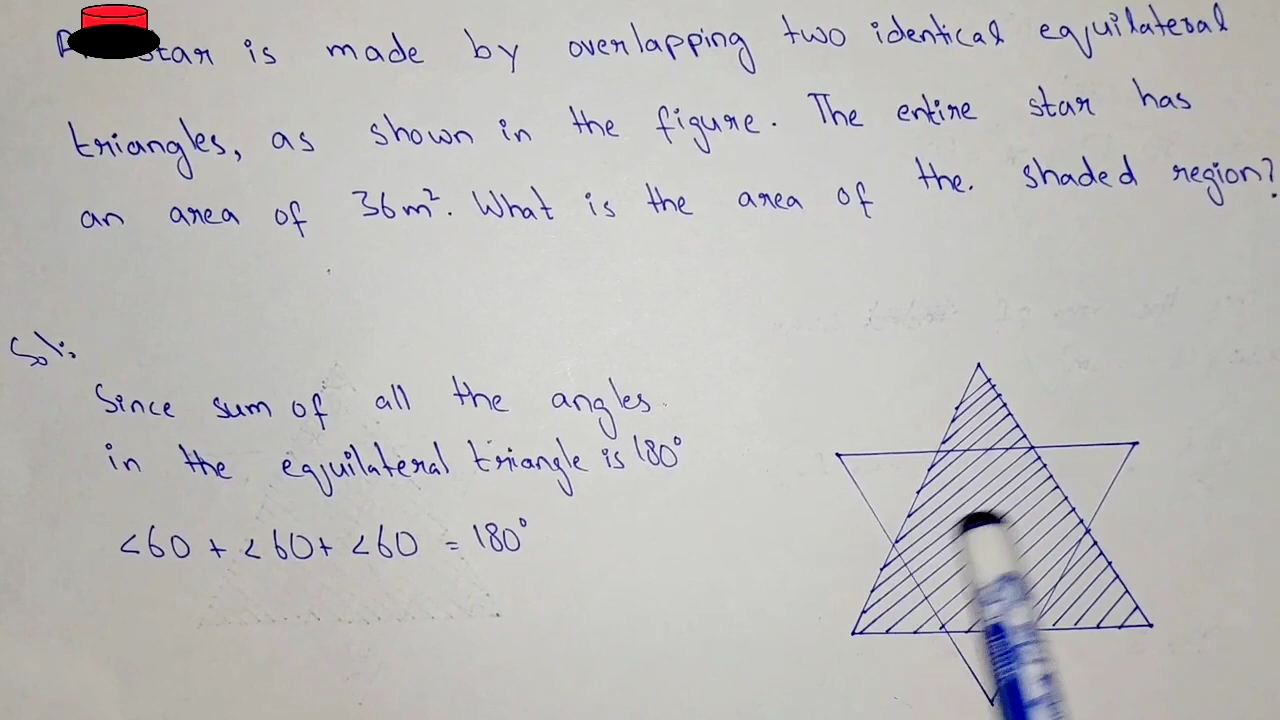 star is made by overlapping two identical equilateral
triangles, as shown in the figure. The entire star has
an area of 36m². What is the area of the. shaded region?
Sol:
Since sum of all the angles
in the equilateral triangle is 180°
<60 + <60 + <60 = 180°